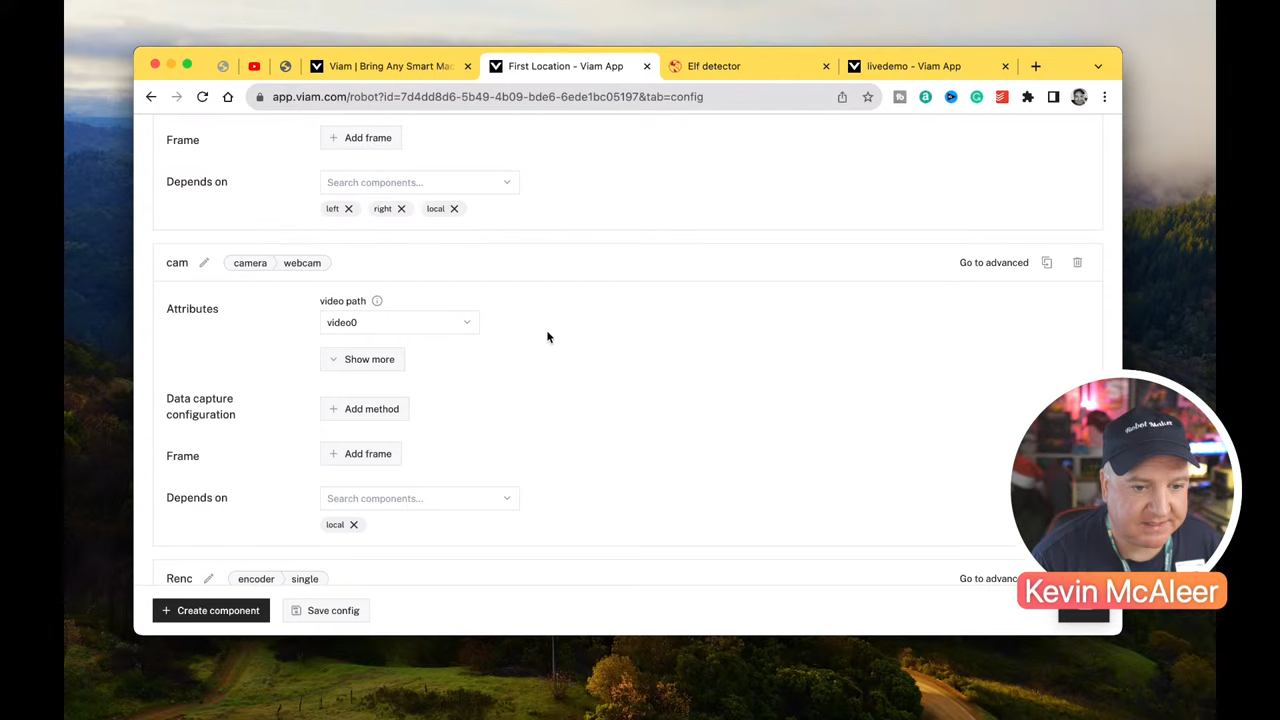 Viam | Bring Any Smart Mac
First Location - Viam App
Elf detector
livedemo - Viam App
app.viam.com/robot?id=7d4dd8d6-5b49-4b09-bde6-6ede1bc05197&tab=config
Frame
Add frame
Depends on
Search components...
left
right
local
cam
camera
webcam
Go to advanced
Attributes
video path
video0
Show more
Data capture
configuration
Add method
Frame
Add frame
Depends on
Search components...
local
Renc
encoder
single
Go to advanc
Create component
Save config
Robot Maker
Kevin McAleer